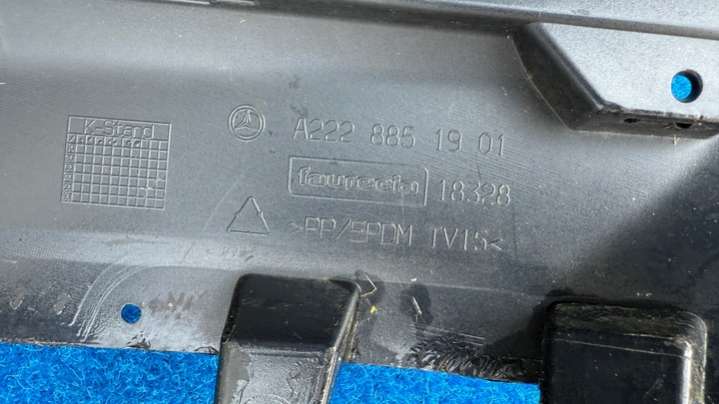 K-Stand
A222 885 19 01
faurecia 18328
>PP/EPDM TV15<